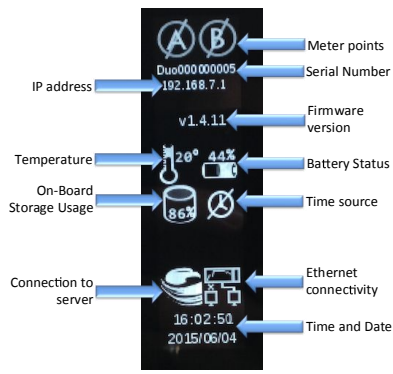 A B
Meter points
Duo000000005
Serial Number
IP address
192.168.7.1
v1.4.11
Firmware
version
Temperature
20°
44%
Battery Status
On-Board
Storage Usage
86%
Time source
Connection to
server
Ethernet
connectivity
16:02:50
Time and Date
2015/06/04